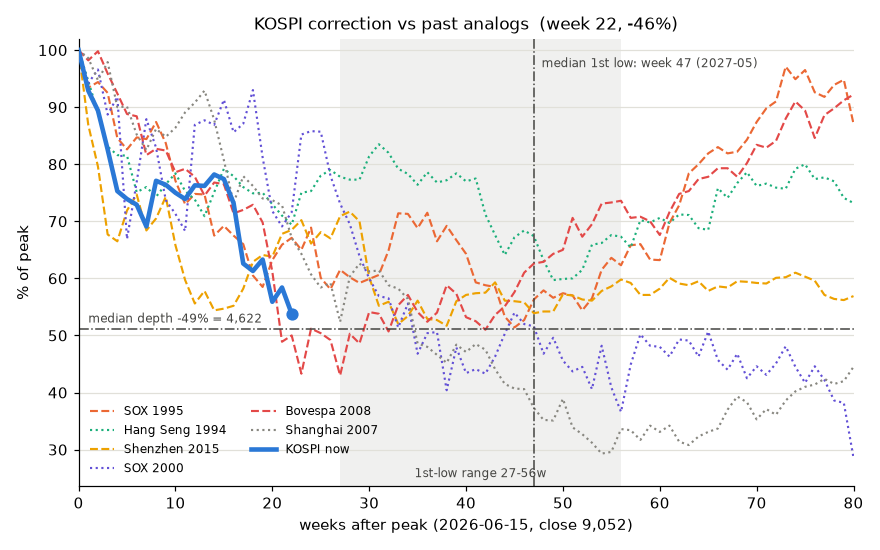 KOSPI correction vs past analogs  (week 22, -46%)
100
90
80
70
60
50
40
30
% of peak
median 1st low: week 47 (2027-05)
median depth -49% = 4,622
1st-low range 27-56w
SOX 1995
Hang Seng 1994
Shenzhen 2015
SOX 2000
Bovespa 2008
Shanghai 2007
KOSPI now
0 10 20 30 40 50 60 70 80
weeks after peak (2026-06-15, close 9,052)